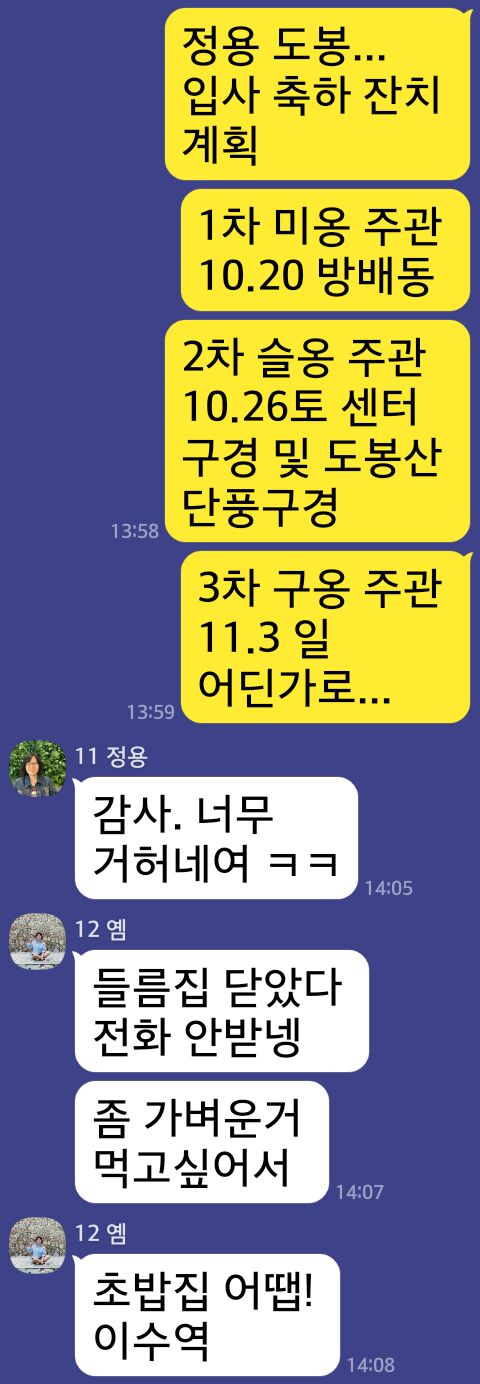 정용 도봉...
입사 축하 잔치
계획
1차 미옹 주관
10.20 방배동
2차 슬옹 주관
10.26토 센터
구경 및 도봉산
단풍구경
13:58
3차 구옹 주관
11.3 일
어딘가로...
13:59
11 정용
감사. 너무
거허네여 ㅋㅋ
14:05
12 옘
들름집 닫았다
전화 안받넹
좀 가벼운거
먹고싶어서
14:07
12 옘
초밥집 어땝!
이수역
14:08